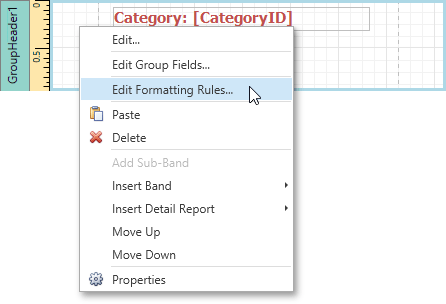 GroupHeader1
0
0.5
Category: [CategoryID]
Edit...
Edit Group Fields...
Edit Formatting Rules...
Paste
Delete
Add Sub-Band
Insert Band
Insert Detail Report
Move Up
Move Down
Properties